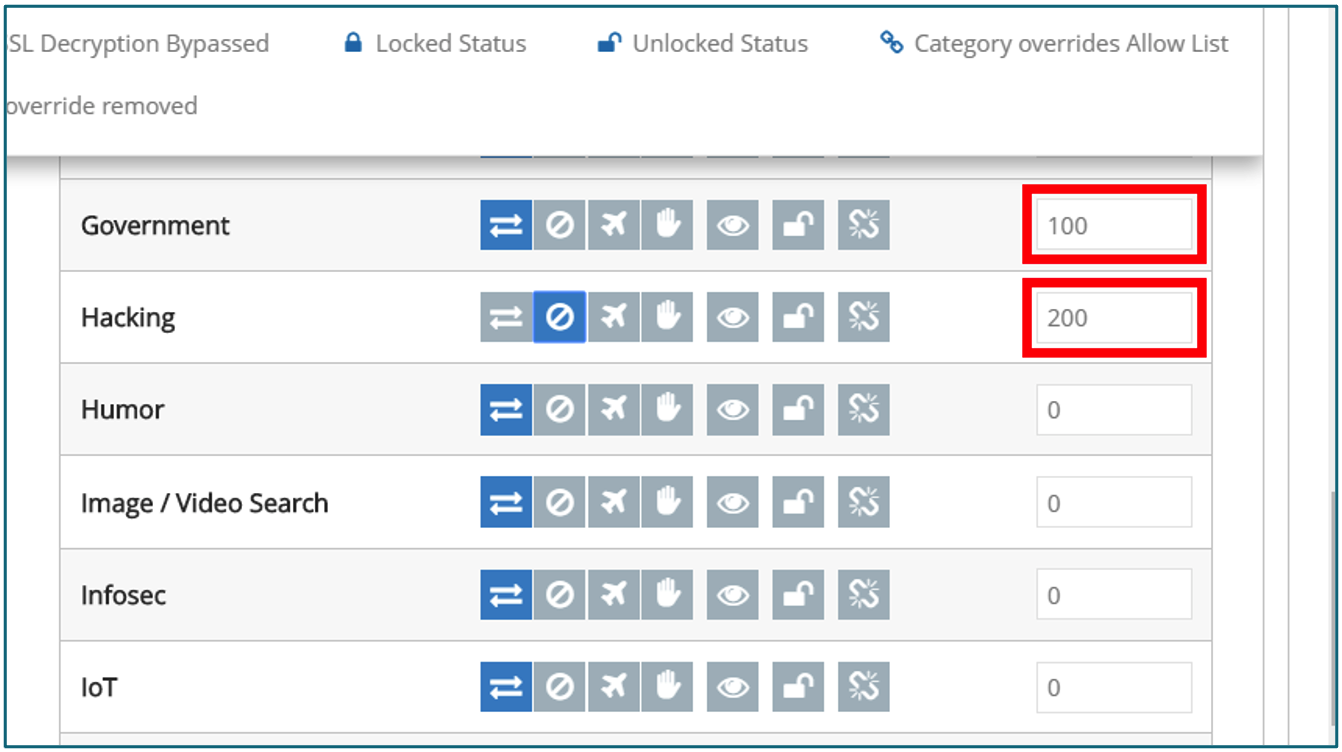 SL Decryption Bypassed Locked Status Unlocked Status Category overrides Allow List
override removed
Government 100
Hacking 200
Humor 0
Image / Video Search 0
Infosec 0
IoT 0